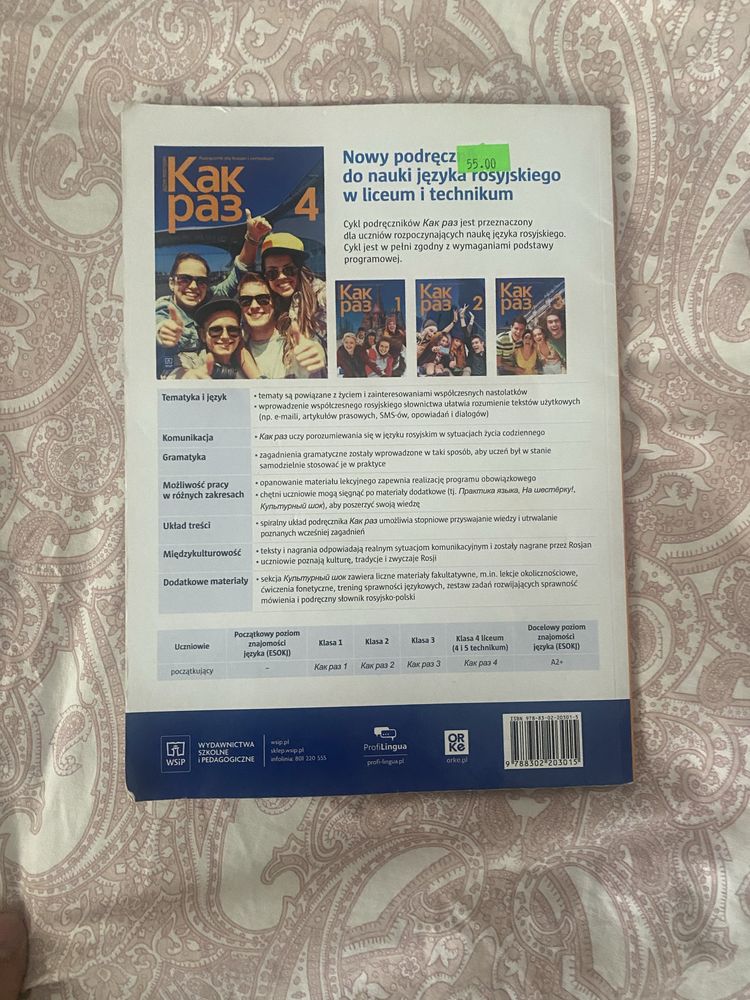 Podręcznik dla liceum i technikum
Как
раз 4
55.00
Nowy podręcz
do nauki języka rosyjskiego
w liceum i technikum
Cykl podręczników Как раз jest przeznaczony
dla uczniów rozpoczynających naukę języka rosyjskiego.
Cykl jest w pełni zgodny z wymaganiami podstawy
programowej.
Как
раз 1
Как
раз 2
Как
раз 3
Tematyka i język
• tematy są powiązane z życiem i zainteresowaniami współczesnych nastolatków
• wprowadzenie współczesnego rosyjskiego słownictwa ułatwia rozumienie tekstów użytkowych
(np. e-maili, artykułów prasowych, SMS-ów, opowiadań i dialogów)
Komunikacja
• Как раз uczy porozumiewania się w języku rosyjskim w sytuacjach życia codziennego
Gramatyka
• zagadnienia gramatyczne zostały wprowadzone w taki sposób, aby uczeń był w stanie
samodzielnie stosować je w praktyce
Możliwość pracy
w różnych zakresach
• opanowanie materiału lekcyjnego zapewnia realizację programu obowiązkowego
• chętni uczniowie mogą sięgnąć po materiały dodatkowe (tj. Практика языка, На шестёрку!,
Культурный шок), aby poszerzyć swoją wiedzę
Układ treści
• spiralny układ podręcznika Как раз umożliwia stopniowe przyswajanie wiedzy i utrwalanie
poznanych wcześniej zagadnień
Międzykulturowość
• teksty i nagrania odpowiadają realnym sytuacjom komunikacyjnym i zostały nagrane przez Rosjan
• uczniowie poznają kulturę, tradycje i zwyczaje Rosji
Dodatkowe materiały
• sekcja Культурный шок zawiera liczne materiały fakultatywne, m.in. lekcje okolicznościowe,
ćwiczenia fonetyczne, trening sprawności językowych, zestaw zadań rozwijających sprawność
mówienia i podręczny słownik rosyjsko-polski
Uczniowie
Początkowy poziom
znajomości
języka (ESOKJ)
Klasa 1
Klasa 2
Klasa 3
Klasa 4 liceum
(4 i 5 technikum)
Docelowy poziom
znajomości
języka (ESOKJ)
początkujący
–
Как раз 1
Как раз 2
Как раз 3
Как раз 4
A2+
WSiP
WYDAWNICTWA
SZKOLNE
i PEDAGOGICZNE
wsip.pl
sklep.wsip.pl
infolinia: 801 220 555
ProfiLingua
profi-lingua.pl
ORKe
orke.pl
ISBN 978-83-02-20301-5
9 788302 203015